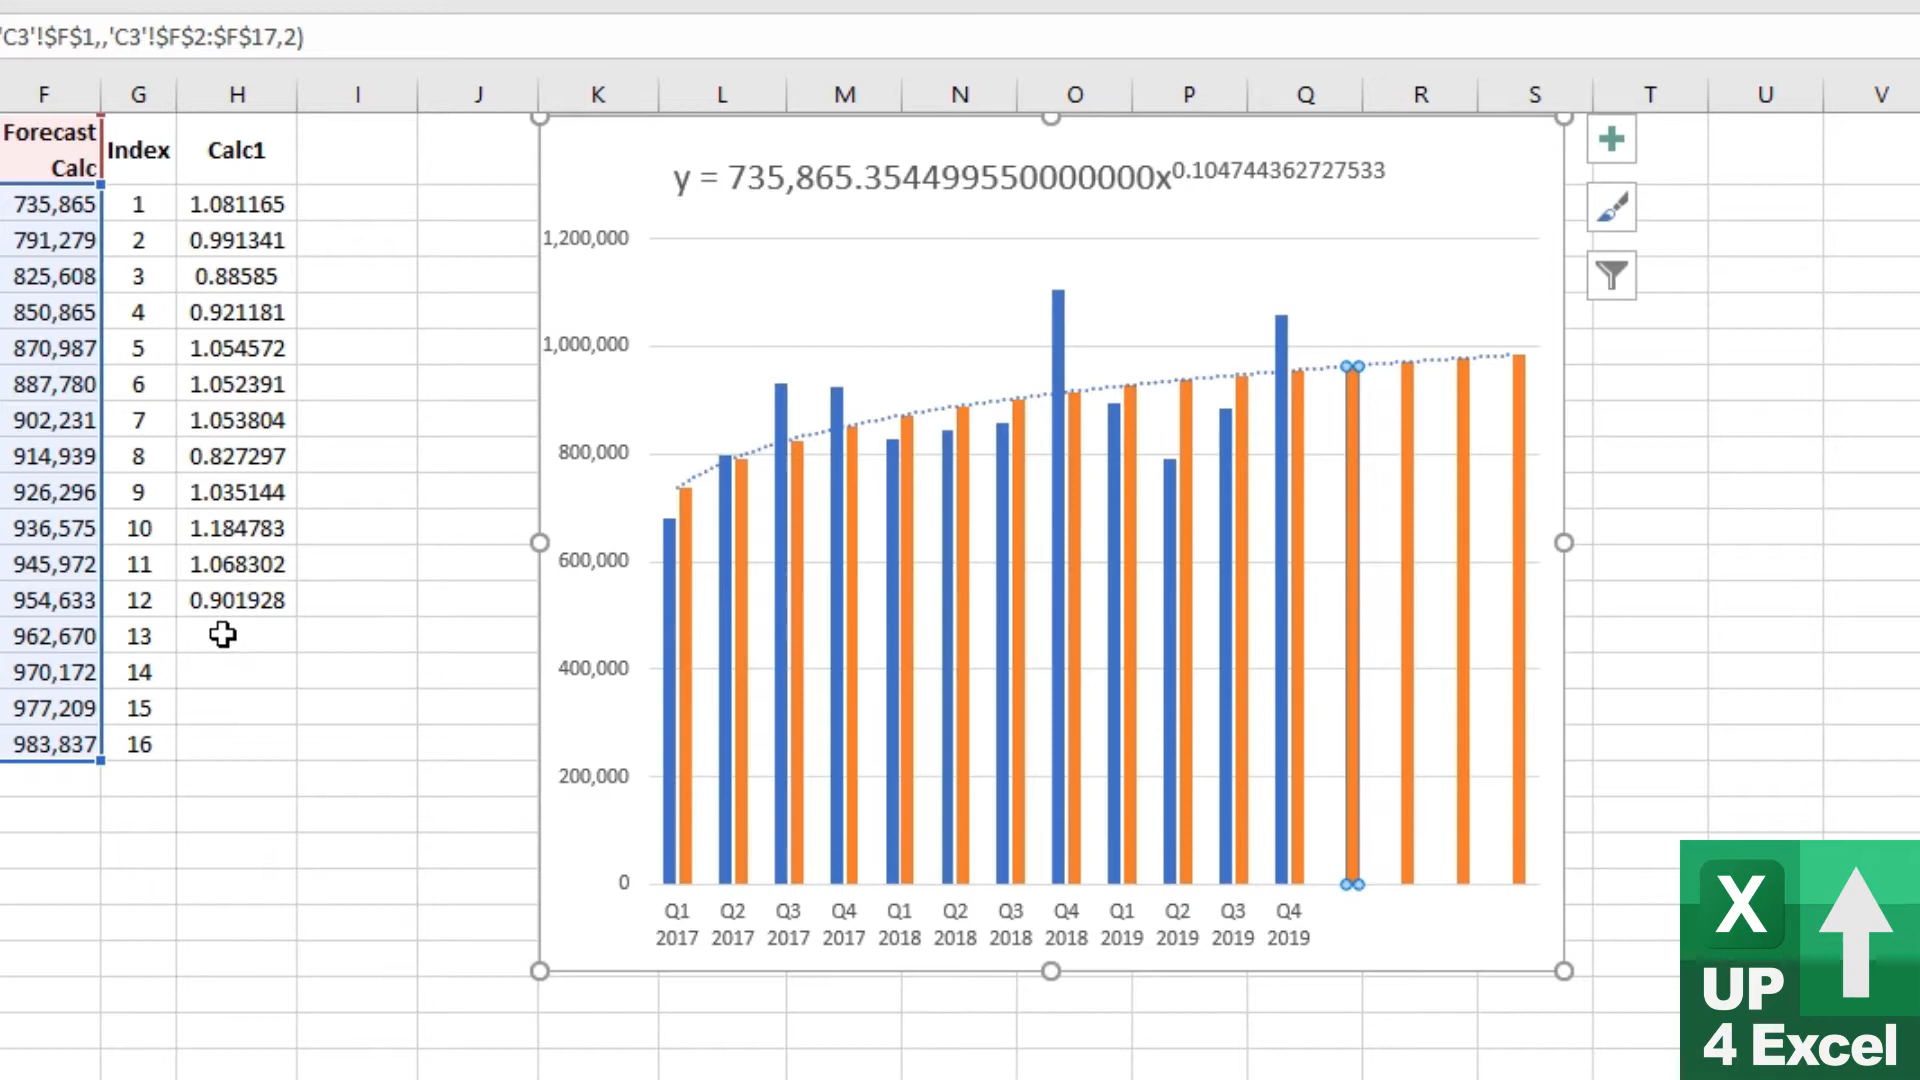 'C3'!$F$1,,'C3'!$F$2:$F$17,2)
F G H I J K L M N O P Q R S T U V
Forecast Calc Index Calc1
735,865 1 1.081165
791,279 2 0.991341
825,608 3 0.88585
850,865 4 0.921181
870,987 5 1.054572
887,780 6 1.052391
902,231 7 1.053804
914,939 8 0.827297
926,296 9 1.035144
936,575 10 1.184783
945,972 11 1.068302
954,633 12 0.901928
962,670 13
970,172 14
977,209 15
983,837 16
y = 735,865.354499550000000x^0.104744362727533
1,200,000
1,000,000
800,000
600,000
400,000
200,000
0
Q1 Q2 Q3 Q4 Q1 Q2 Q3 Q4 Q1 Q2 Q3 Q4
2017 2017 2017 2017 2018 2018 2018 2018 2019 2019 2019 2019
X
UP
4 Excel